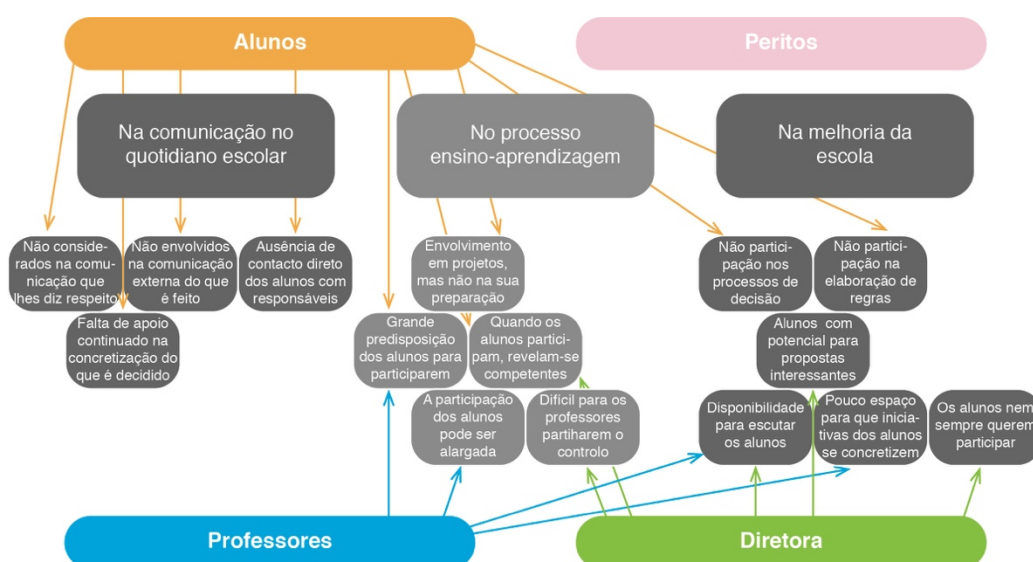 Alunos
Peritos
Na comunicação no
quotidiano escolar
No processo
ensino-aprendizagem
Na melhoria da
escola
Não conside-
rados na comu-
nicação que
lhes diz respeito
Não envolvidos
na comunicação
externa do que
é feito
Ausência de
contacto direto
dos alunos com
responsáveis
Envolvimento
em projetos,
mas não na sua
preparação
Não partici-
pação nos
processos de
decisão
Não partici-
pação na
elaboração de
regras
Falta de apoio
continuado na
concretização do
que é decidido
Grande
predisposição
dos alunos para
participarem
Quando os
alunos partici-
pam, revelam-se
competentes
Alunos com
potencial para
propostas
interessantes
A participação
dos alunos
pode ser
alargada
Difícil para os
professores
partiharem o
controlo
Disponibilidade
para escutar
os alunos
Pouco espaço
para que inicia-
tivas dos alunos
se concretizem
Os alunos nem
sempre querem
participar
Professores
Diretora